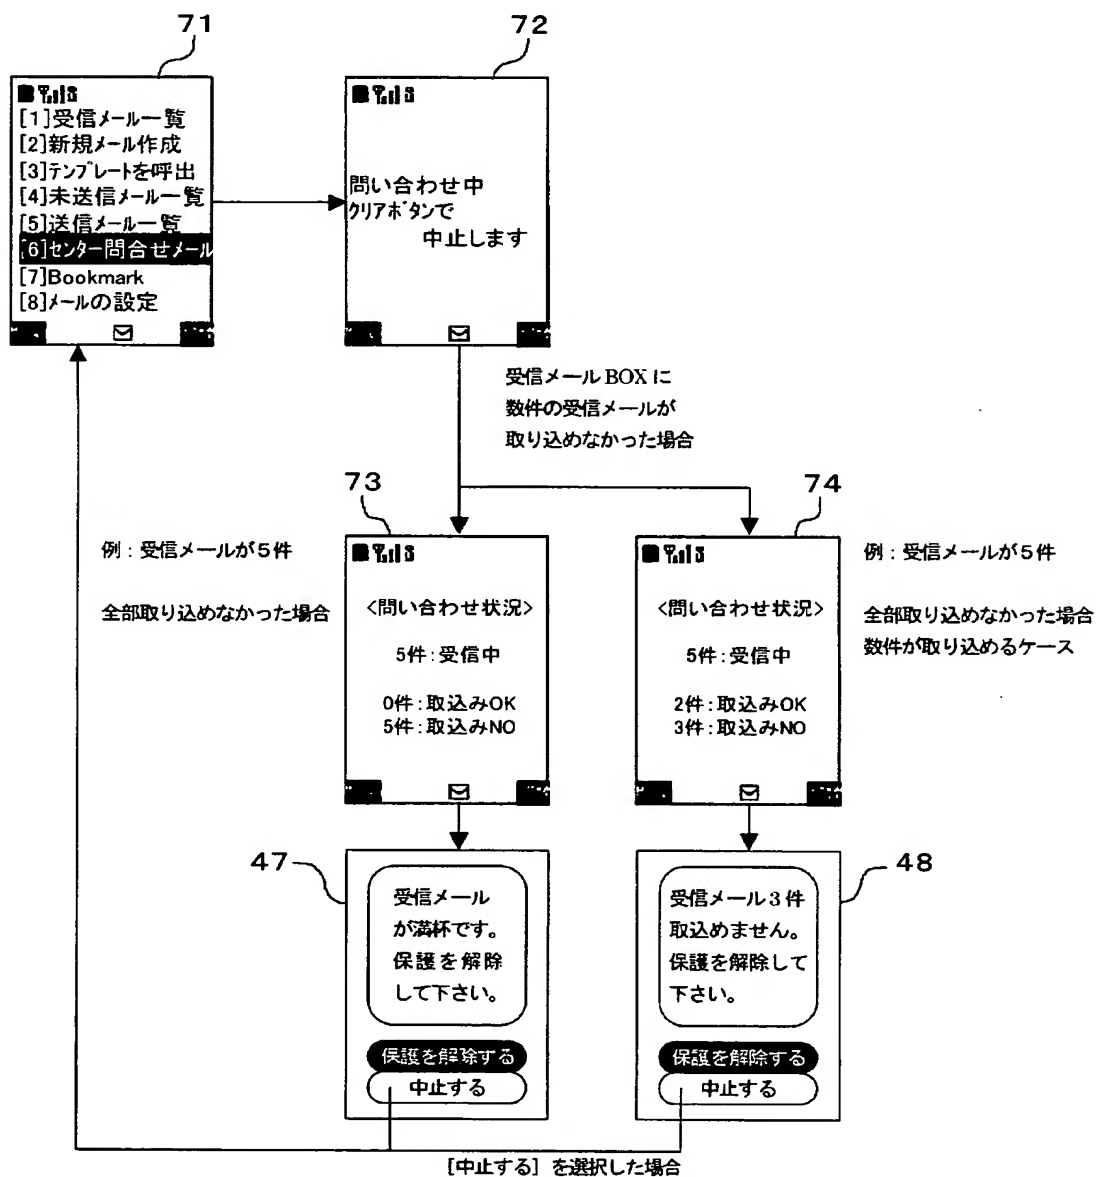 71
72
[1]受信メール一覧
[2]新規メール作成
[3]テンプレートを呼出
[4]未送信メール一覧
[5]送信メール一覧
[6]センター問合せメール
[7]Bookmark
[8]メールの設定
問い合わせ中
クリアボタンで
中止します
受信メール BOX に
数件の受信メールが
取り込めなかった場合
73
74
例：受信メールが５件
全部取り込めなかった場合
<問い合わせ状況>
5件:受信中
0件:取込みOK
5件:取込みNO
<問い合わせ状況>
5件:受信中
2件:取込みOK
3件:取込みNO
例：受信メールが５件
全部取り込めなかった場合
数件が取り込めるケース
47
受信メール
が満杯です。
保護を解除
して下さい。
保護を解除する
中止する
48
受信メール３件
取込めません。
保護を解除して
下さい。
保護を解除する
中止する
［中止する］を選択した場合